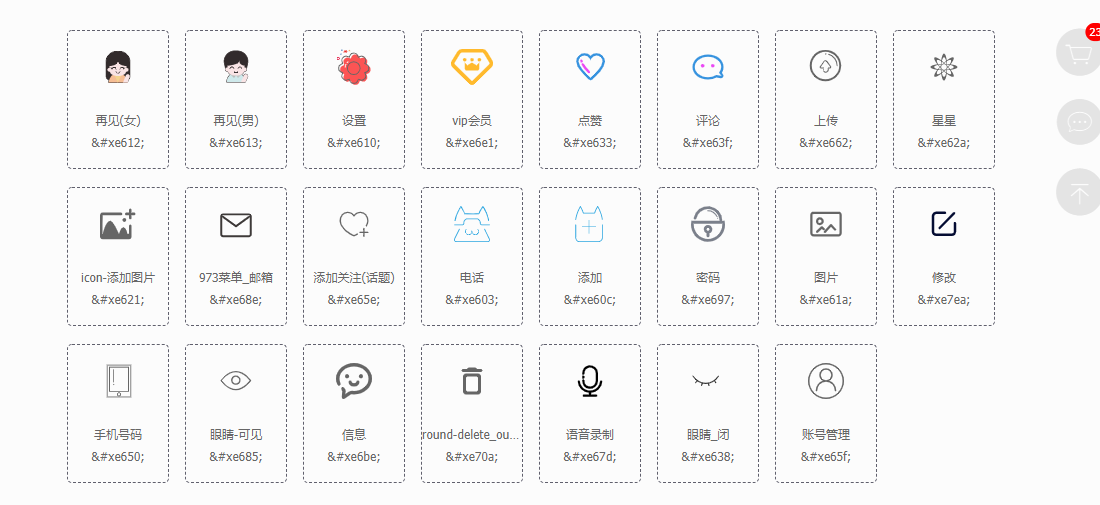 23
再见(女)
&#xe612;
再见(男)
&#xe613;
设置
&#xe610;
vip会员
&#xe6e1;
点赞
&#xe633;
评论
&#xe63f;
上传
&#xe662;
星星
&#xe62a;
icon-添加图片
&#xe621;
973菜单_邮箱
&#xe68e;
添加关注(话题)
&#xe65e;
电话
&#xe603;
添加
&#xe60c;
密码
&#xe697;
图片
&#xe61a;
修改
&#xe7ea;
手机号码
&#xe650;
眼睛-可见
&#xe685;
信息
&#xe6be;
round-delete_ou...
&#xe70a;
语音录制
&#xe67d;
眼睛_闭
&#xe638;
账号管理
&#xe65f;